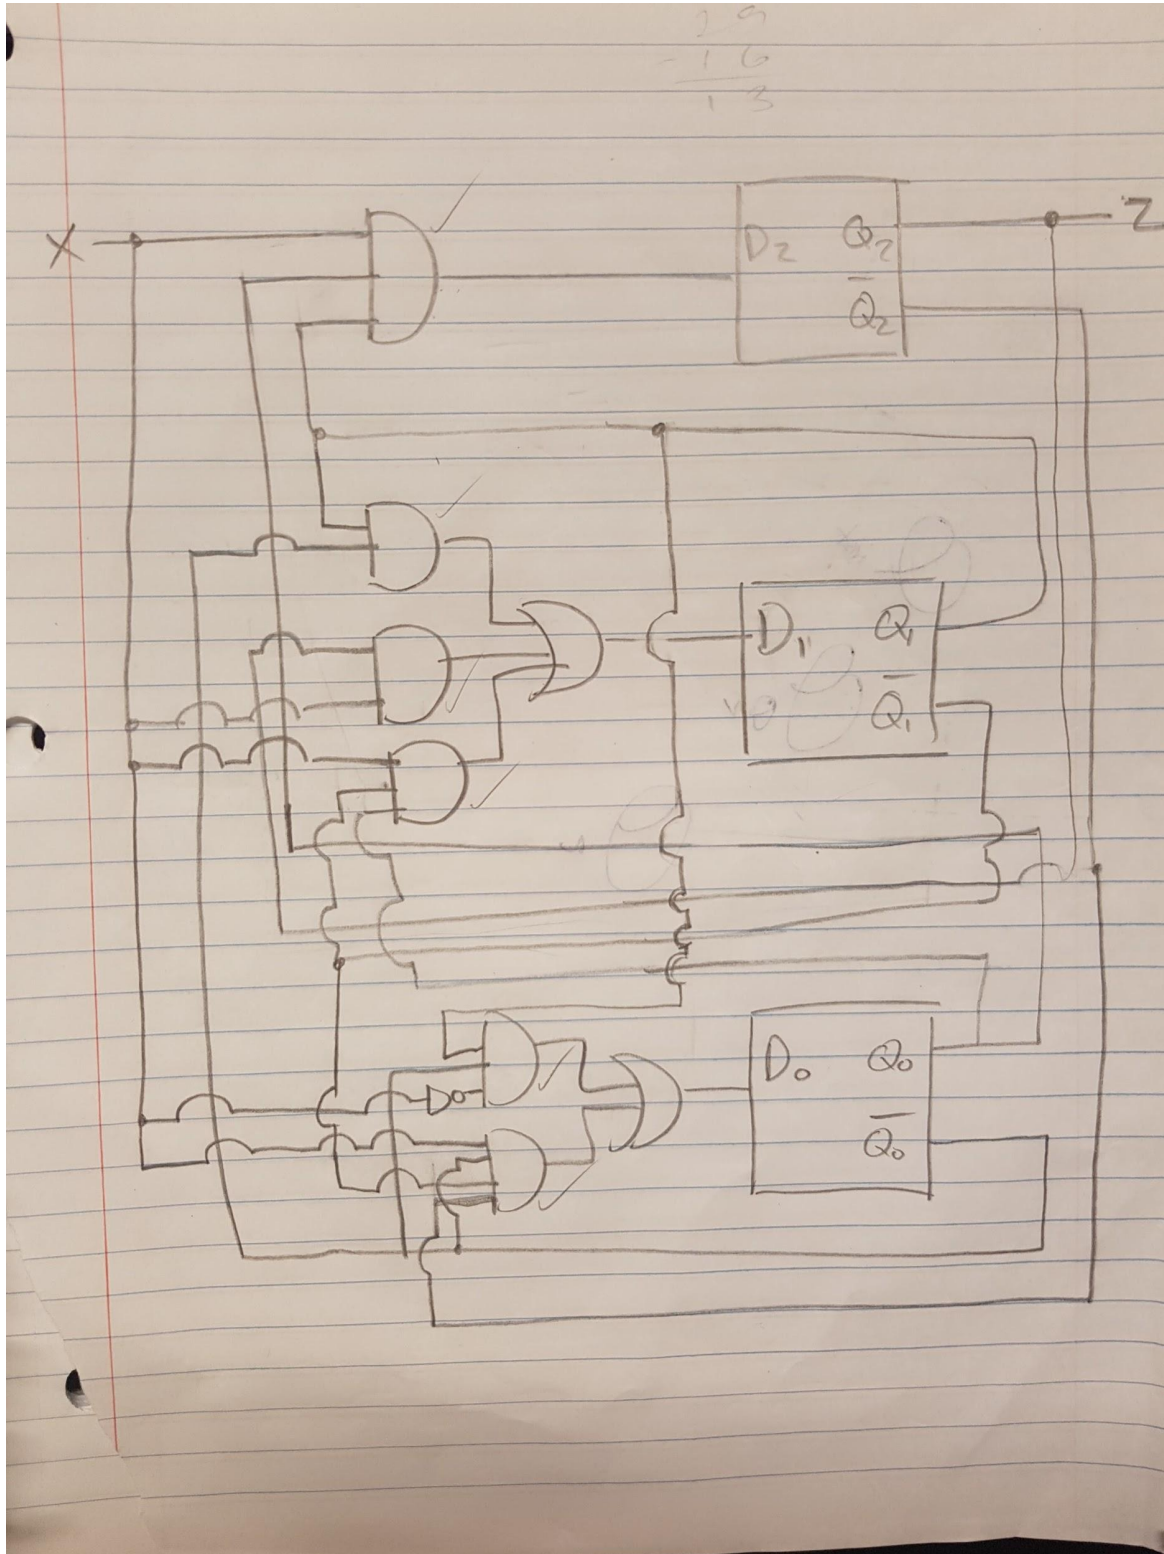 29
-16
13
X
Z
D₂ Q₂
Q̅₂
D₁ Q₁
Q̅₁
D₀ Q₀
Q̅₀